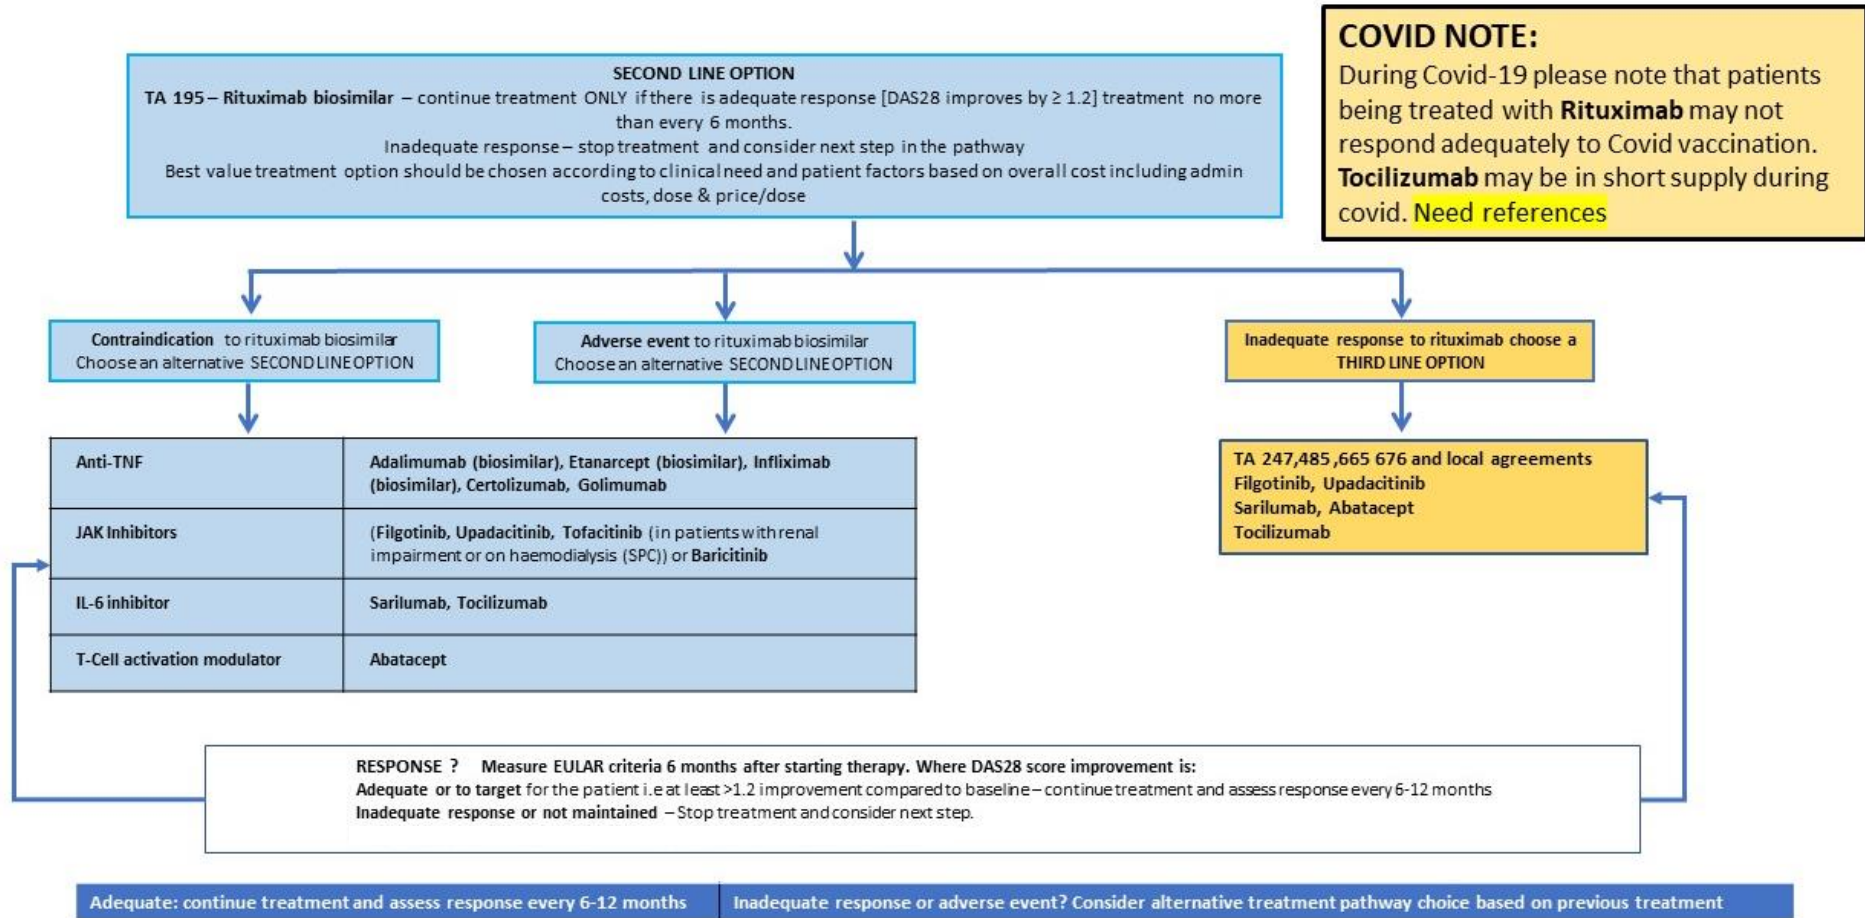 SECOND LINE OPTION
TA 195 – Rituximab biosimilar – continue treatment ONLY if there is adequate response [DAS28 improves by ≥ 1.2] treatment no more
than every 6 months.
Inadequate response – stop treatment and consider next step in the pathway
Best value treatment option should be chosen according to clinical need and patient factors based on overall cost including admin
costs, dose & price/dose
COVID NOTE:
During Covid-19 please note that patients
being treated with Rituximab may not
respond adequately to Covid vaccination.
Tocilizumab may be in short supply during
covid. Need references
Contraindication to rituximab biosimilar
Choose an alternative SECOND LINE OPTION
Adverse event to rituximab biosimilar
Choose an alternative SECOND LINE OPTION
Inadequate response to rituximab choose a
THIRD LINE OPTION
Anti-TNF
Adalimumab (biosimilar), Etanarcept (biosimilar), Infliximab
(biosimilar), Certolizumab, Golimumab
JAK Inhibitors
(Filgotinib, Upadacitinib, Tofacitinib (in patients with renal
impairment or on haemodialysis (SPC)) or Baricitinib
IL-6 inhibitor
Sarilumab, Tocilizumab
T-Cell activation modulator
Abatacept
TA 247,485,665 676 and local agreements
Filgotinib, Upadacitinib
Sarilumab, Abatacept
Tocilizumab
RESPONSE ? Measure EULAR criteria 6 months after starting therapy. Where DAS28 score improvement is:
Adequate or to target for the patient i.e at least >1.2 improvement compared to baseline – continue treatment and assess response every 6-12 months
Inadequate response or not maintained – Stop treatment and consider next step.
Adequate: continue treatment and assess response every 6-12 months
Inadequate response or adverse event? Consider alternative treatment pathway choice based on previous treatment